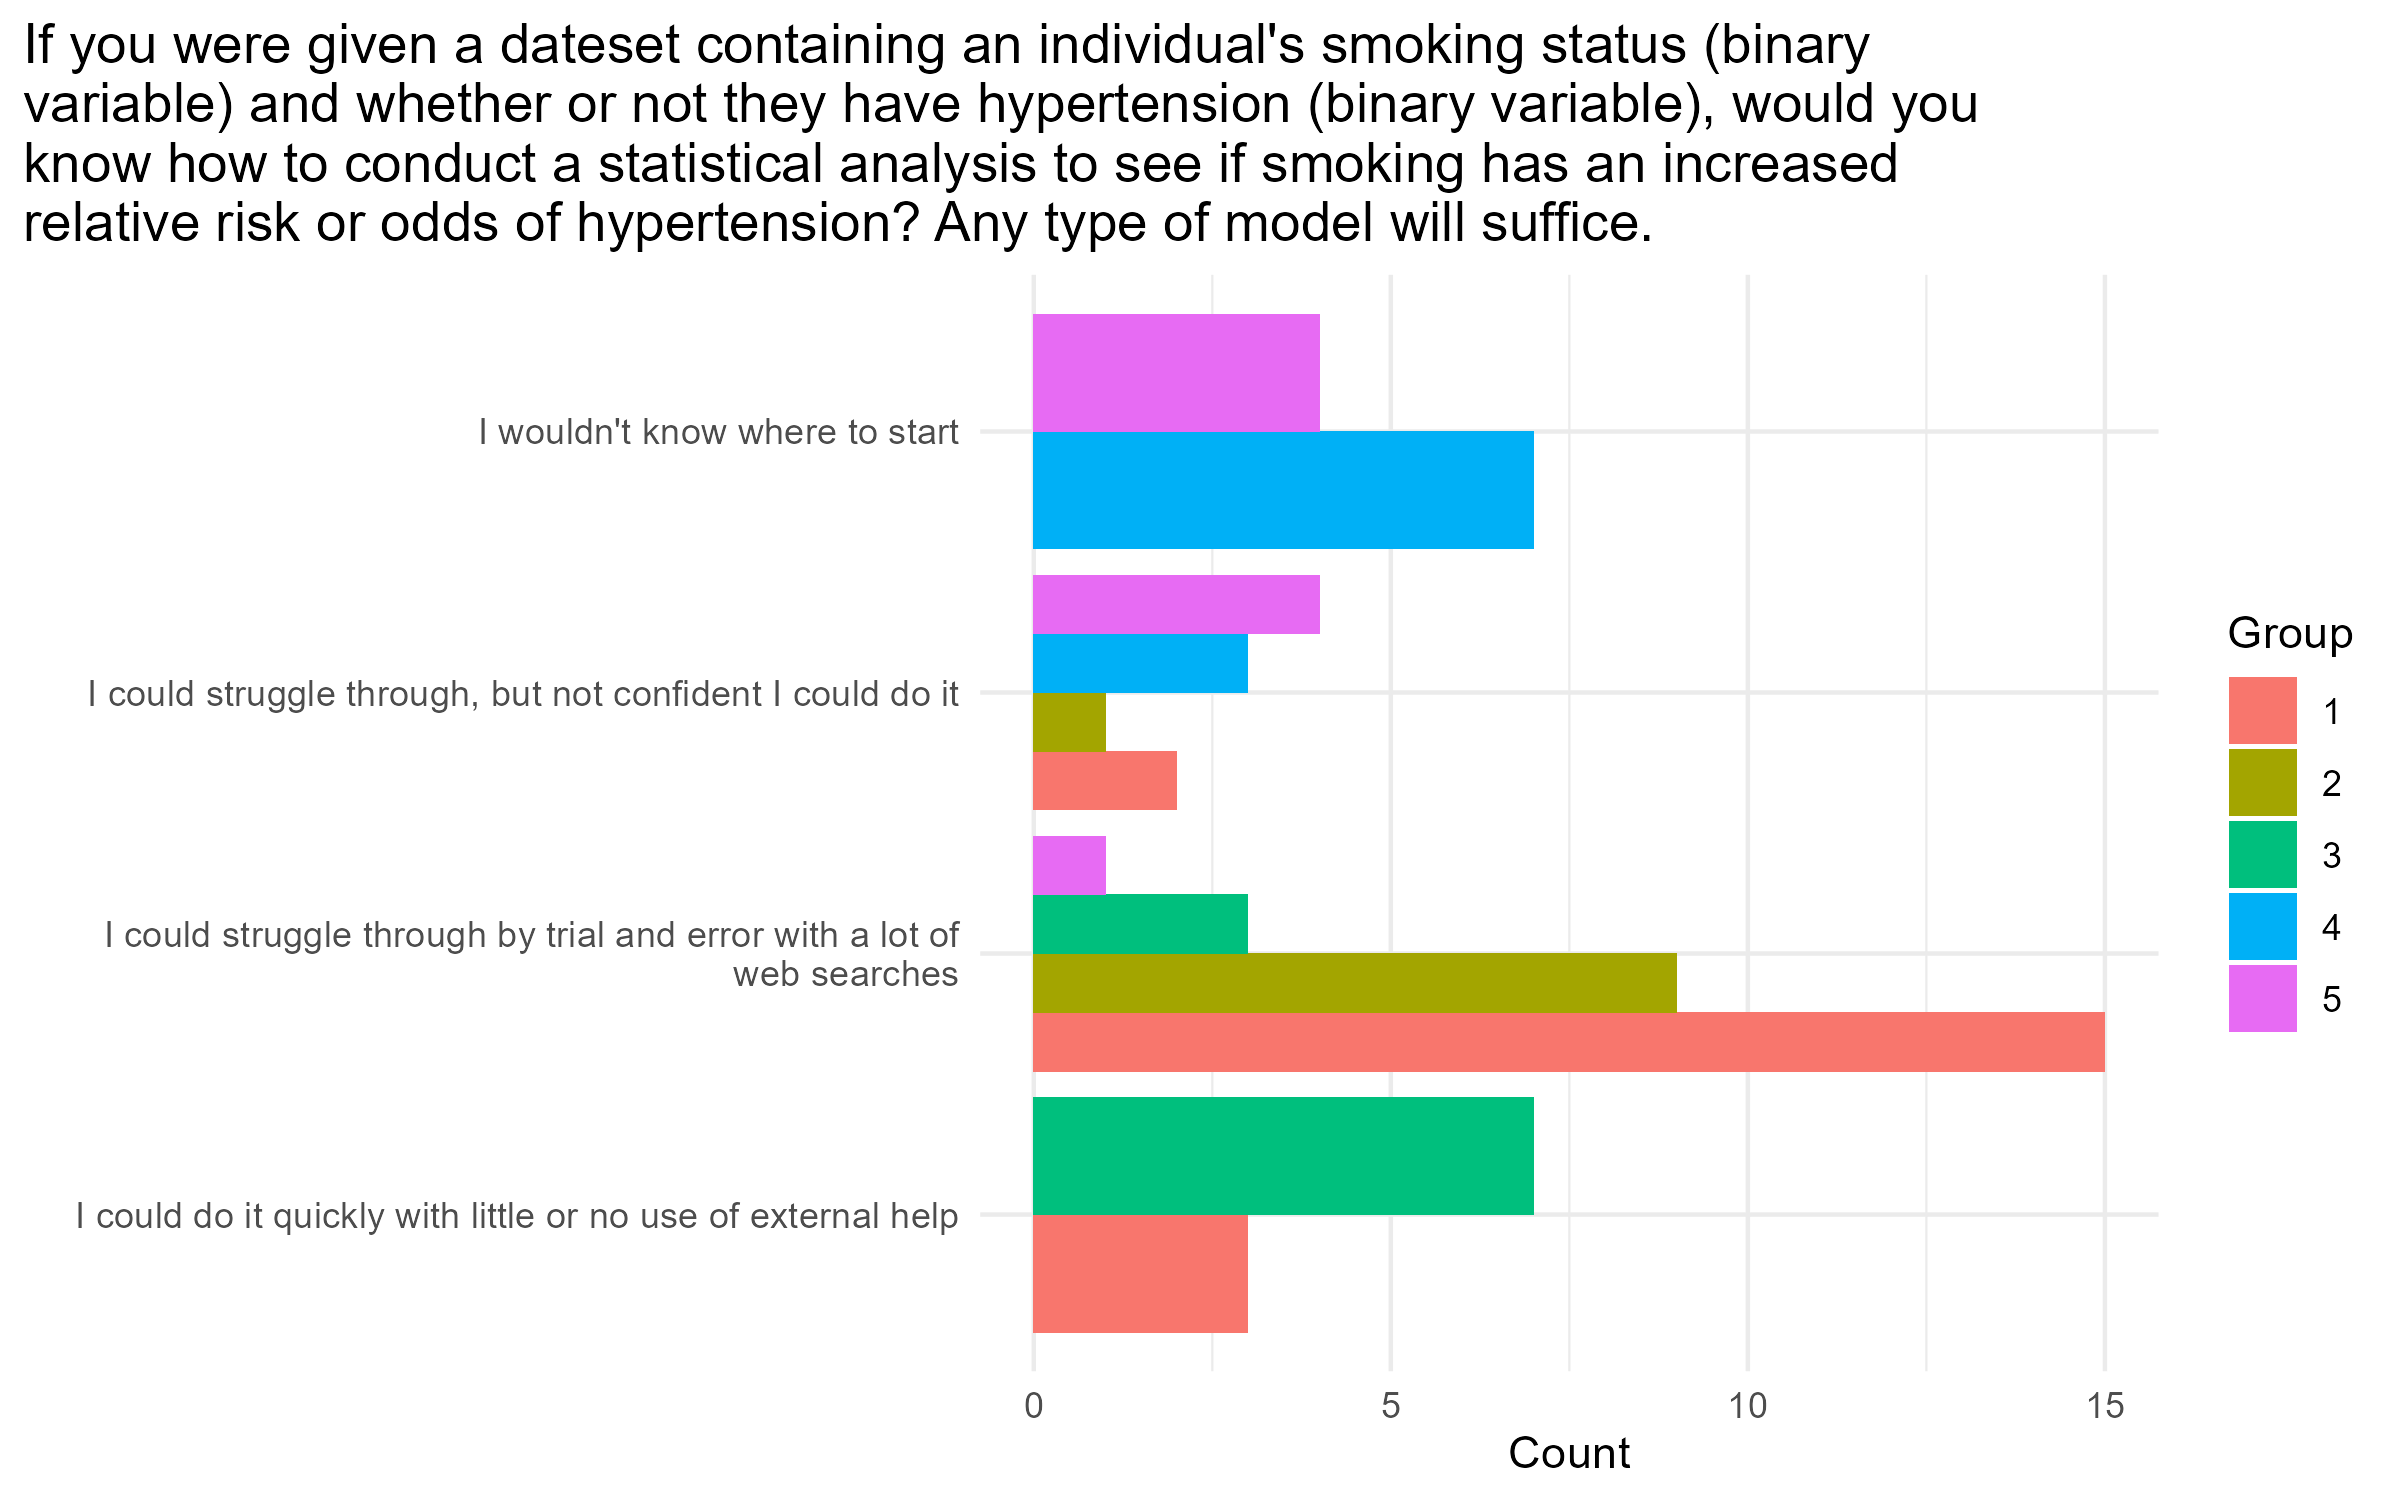 If you were given a dateset containing an individual's smoking status (binary
variable) and whether or not they have hypertension (binary variable), would you
know how to conduct a statistical analysis to see if smoking has an increased
relative risk or odds of hypertension? Any type of model will suffice.
I wouldn't know where to start
I could struggle through, but not confident I could do it
I could struggle through by trial and error with a lot of
web searches
I could do it quickly with little or no use of external help
0 5 10 15
Count
Group
1
2
3
4
5